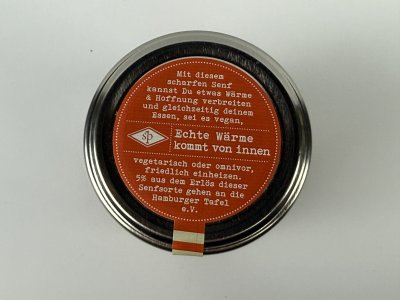 Mit diesem
scharfen Senf
kannst Du etwas Wärme
& Hoffnung verbreiten
und gleichzeitig deinem
Essen, sei es vegan,
Echte Wärme
kommt von innen
vegetarisch oder omnivor,
friedlich einheizen.
5% aus dem Erlös dieser
Senfsorte gehen an die
Hamburger Tafel
e.V.